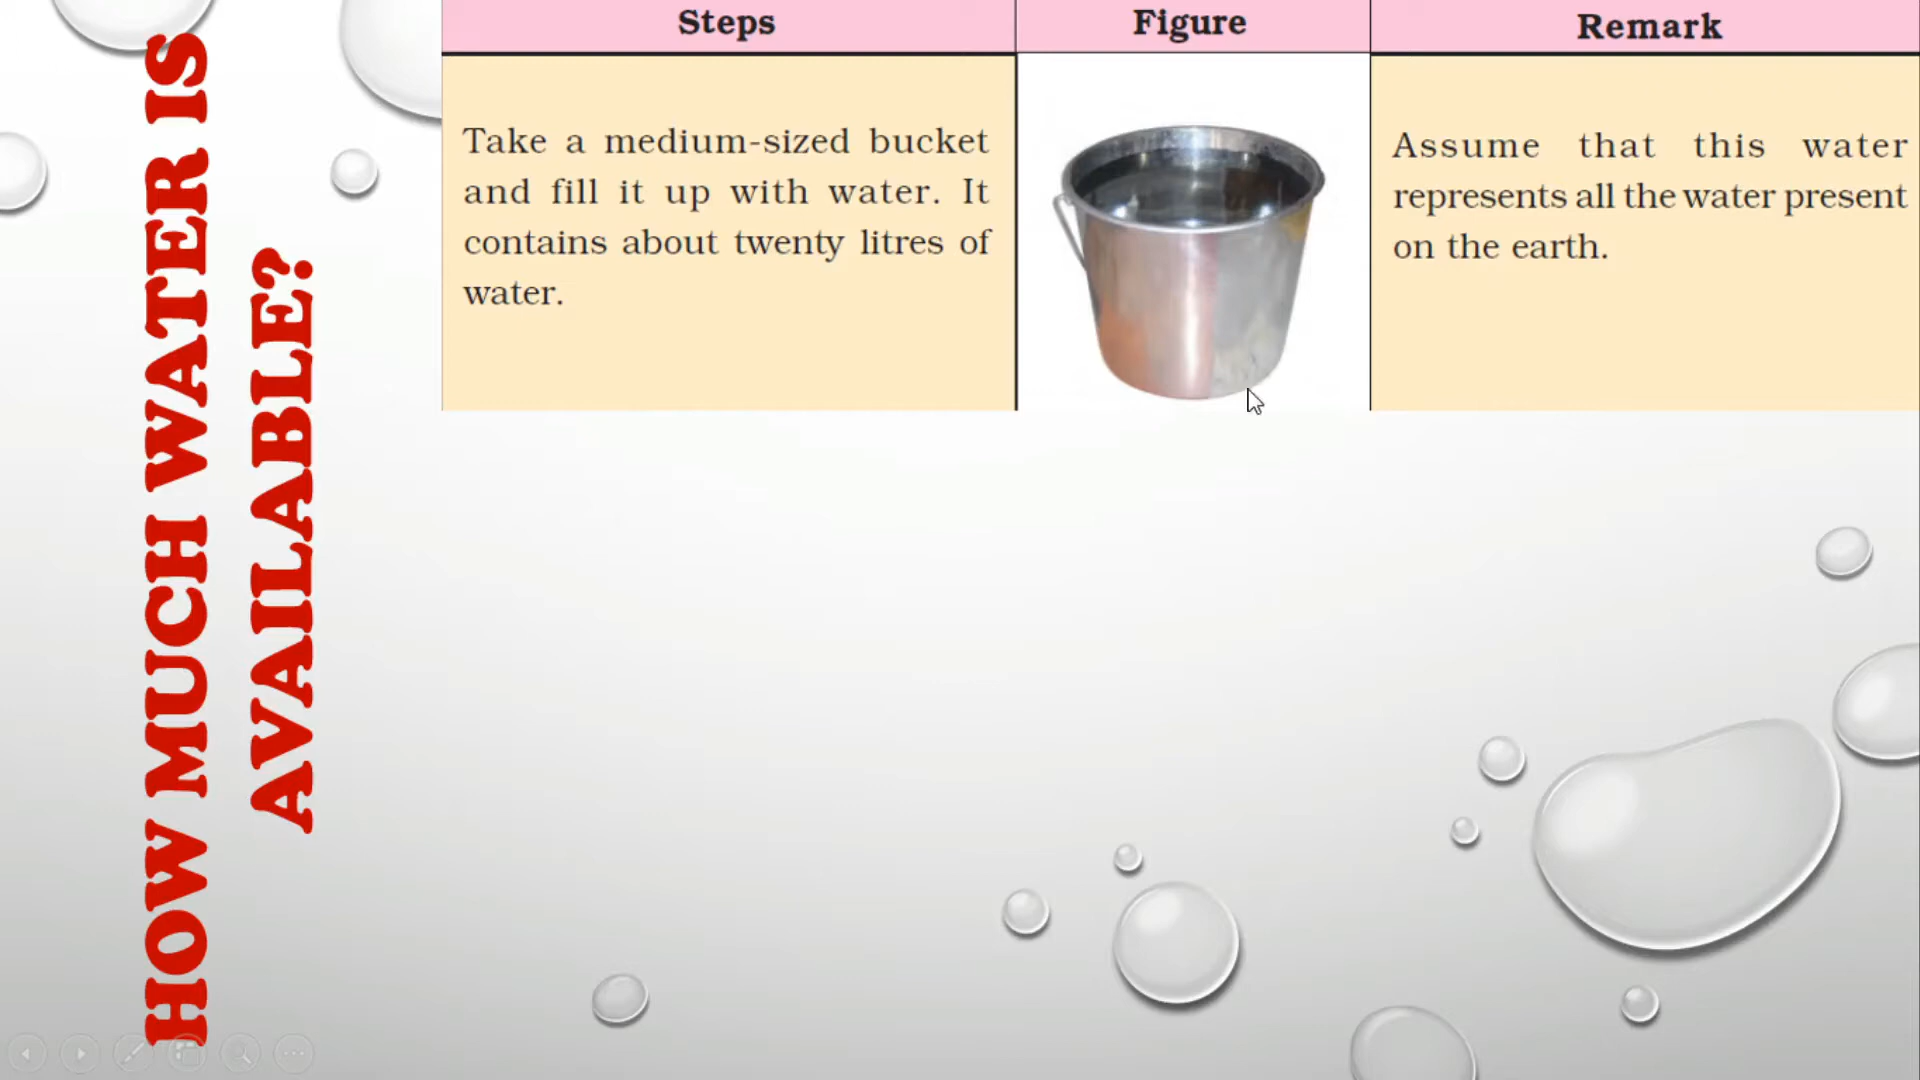 HOW MUCH WATER IS
AVAILABLE?
Steps
Figure
Remark
Take a medium-sized bucket
and fill it up with water. It
contains about twenty litres of
water.
Assume that this water
represents all the water present
on the earth.